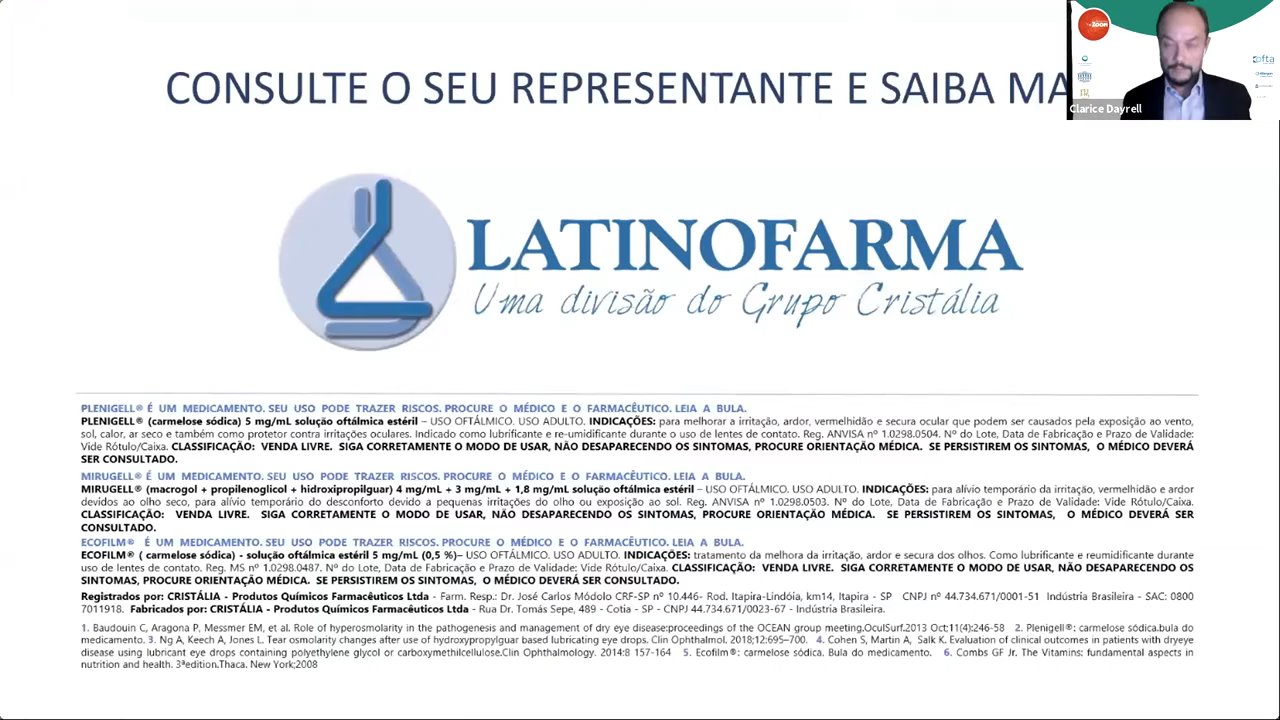 CONSULTE O SEU REPRESENTANTE E SAIBA MA
Clarice Dayrell
LATINOFARMA
Uma divisão do Grupo Cristália
PLENIGELL® É UM MEDICAMENTO. SEU USO PODE TRAZER RISCOS. PROCURE O MÉDICO E O FARMACÊUTICO. LEIA A BULA.
PLENIGELL® (carmelose sódica) 5 mg/mL solução oftálmica estéril – USO OFTÁLMICO. USO ADULTO. INDICAÇÕES: para melhorar a irritação, ardor, vermelhidão e secura ocular que podem ser causados pela exposição ao vento,
sol, calor, ar seco e também como protetor contra irritações oculares. Indicado como lubrificante e re-umidificante durante o uso de lentes de contato. Reg. ANVISA nº 1.0298.0504. Nº do Lote, Data de Fabricação e Prazo de Validade:
Vide Rótulo/Caixa. CLASSIFICAÇÃO: VENDA LIVRE. SIGA CORRETAMENTE O MODO DE USAR, NÃO DESAPARECENDO OS SINTOMAS, PROCURE ORIENTAÇÃO MÉDICA. SE PERSISTIREM OS SINTOMAS, O MÉDICO DEVERÁ
SER CONSULTADO.
MIRUGELL® É UM MEDICAMENTO. SEU USO PODE TRAZER RISCOS. PROCURE O MÉDICO E O FARMACÊUTICO. LEIA A BULA.
MIRUGELL® (macrogol + propilenoglicol + hidroxipropilguar) 4 mg/mL + 3 mg/mL + 1,8 mg/mL solução oftálmica estéril – USO OFTÁLMICO. USO ADULTO. INDICAÇÕES: para alívio temporário da irritação, vermelhidão e ardor
devidos ao olho seco, para alívio temporário do desconforto devido a pequenas irritações do olho ou exposição ao sol. Reg. ANVISA nº 1.0298.0503. Nº do Lote, Data de Fabricação e Prazo de Validade: Vide Rótulo/Caixa.
CLASSIFICAÇÃO: VENDA LIVRE. SIGA CORRETAMENTE O MODO DE USAR, NÃO DESAPARECENDO OS SINTOMAS, PROCURE ORIENTAÇÃO MÉDICA. SE PERSISTIREM OS SINTOMAS, O MÉDICO DEVERÁ SER
CONSULTADO.
ECOFILM® É UM MEDICAMENTO. SEU USO PODE TRAZER RISCOS. PROCURE O MÉDICO E O FARMACÊUTICO. LEIA A BULA.
ECOFILM® ( carmelose sódica) - solução oftálmica estéril 5 mg/mL (0,5 %)– USO OFTÁLMICO. USO ADULTO. INDICAÇÕES: tratamento da melhora da irritação, ardor e secura dos olhos. Como lubrificante e reumidificante durante
uso de lentes de contato. Reg. MS nº 1.0298.0487. Nº do Lote, Data de Fabricação e Prazo de Validade: Vide Rótulo/Caixa. CLASSIFICAÇÃO: VENDA LIVRE. SIGA CORRETAMENTE O MODO DE USAR, NÃO DESAPARECENDO OS
SINTOMAS, PROCURE ORIENTAÇÃO MÉDICA. SE PERSISTIREM OS SINTOMAS, O MÉDICO DEVERÁ SER CONSULTADO.
Registrados por: CRISTÁLIA - Produtos Químicos Farmacêuticos Ltda - Farm. Resp.: Dr. José Carlos Módolo CRF-SP nº 10.446- Rod. Itapira-Lindóia, km14, Itapira - SP CNPJ nº 44.734.671/0001-51 Indústria Brasileira - SAC: 0800
7011918. Fabricados por: CRISTÁLIA - Produtos Químicos Farmacêuticos Ltda - Rua Dr. Tomás Sepe, 489 - Cotia - SP - CNPJ 44.734.671/0023-67 - Indústria Brasileira.
1. Baudouin C, Aragona P, Messmer EM, et al. Role of hyperosmolarity in the pathogenesis and management of dry eye disease:proceedings of the OCEAN group meeting.OculSurf.2013 Oct;11(4):246-58 2. Plenigell®: carmelose sódica.bula do
medicamento. 3. Ng A, Keech A, Jones L. Tear osmolarity changes after use of hydroxypropylguar based lubricating eye drops. Clin Ophthalmol. 2018;12:695–700. 4. Cohen S, Martin A, Salk K. Evaluation of clinical outcomes in patients with dryeye
disease using lubricant eye drops containing polyethylene glycol or carboxymethilcellulose.Clin Ophthalmology. 2014:8 157-164 5. Ecofilm®: carmelose sódica. Bula do medicamento. 6. Combs GF Jr. The Vitamins: fundamental aspects in
nutrition and health. 3ªedition.Thaca. New York;2008